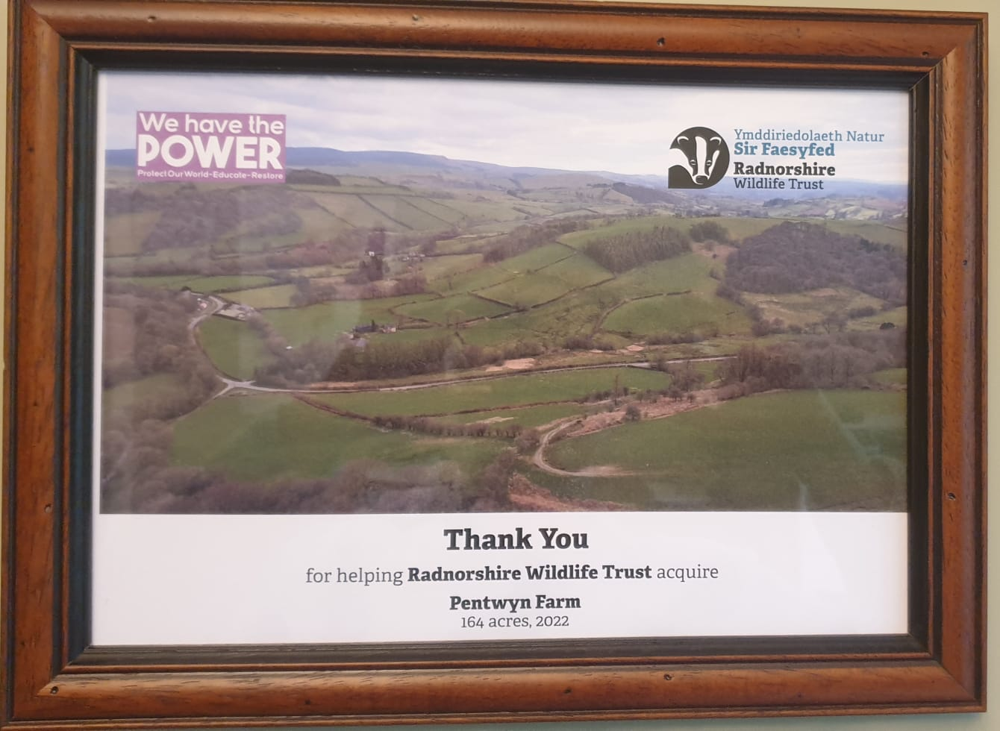 We have the
POWER
Protect Our World-Educate-Restore
Ymddiriedolaeth Natur
Sir Faesyfed
Radnorshire
Wildlife Trust
Thank You
for helping Radnorshire Wildlife Trust acquire
Pentwyn Farm
164 acres, 2022